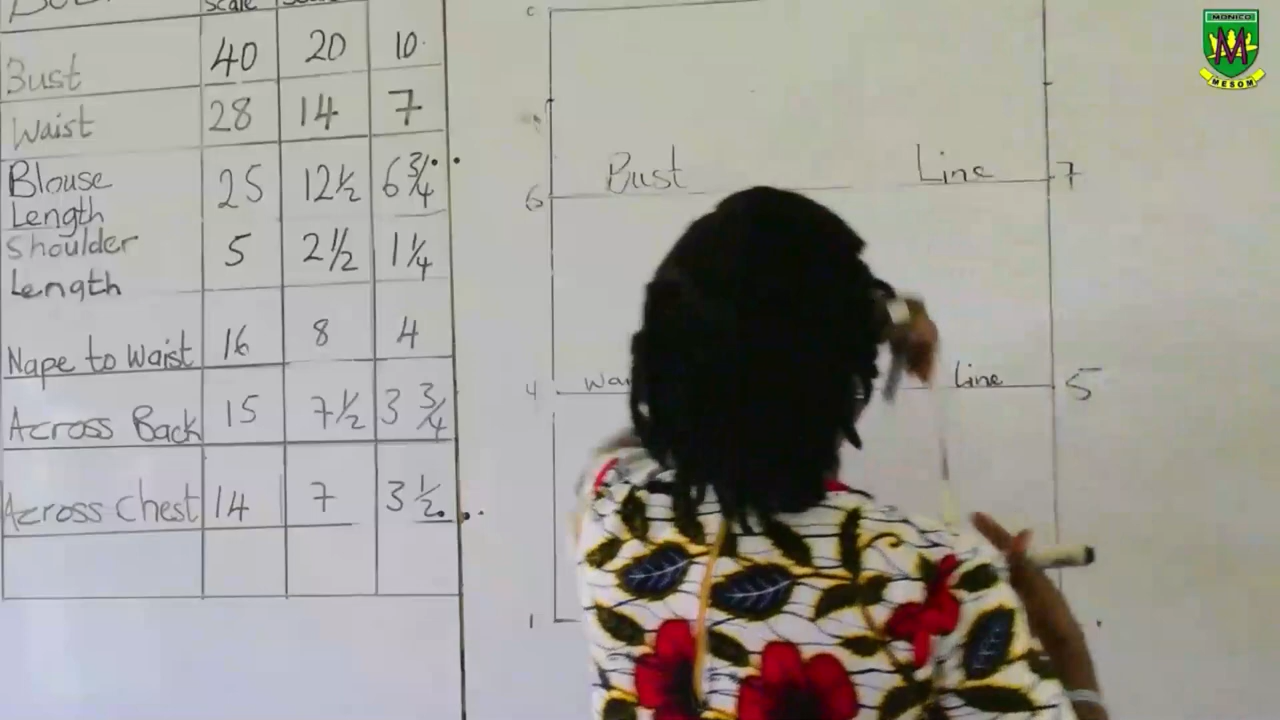 Scale
Bust 40 20 10
Waist 28 14 7
Blouse Length 25 12½ 6¾
Shoulder Length 5 2½ 1¼
Nape to Waist 16 8 4
Across Back 15 7½ 3¾
Across Chest 14 7 3½
c
Bust Line
6 7
Line
4 5
1
MONICO
M
MESOM